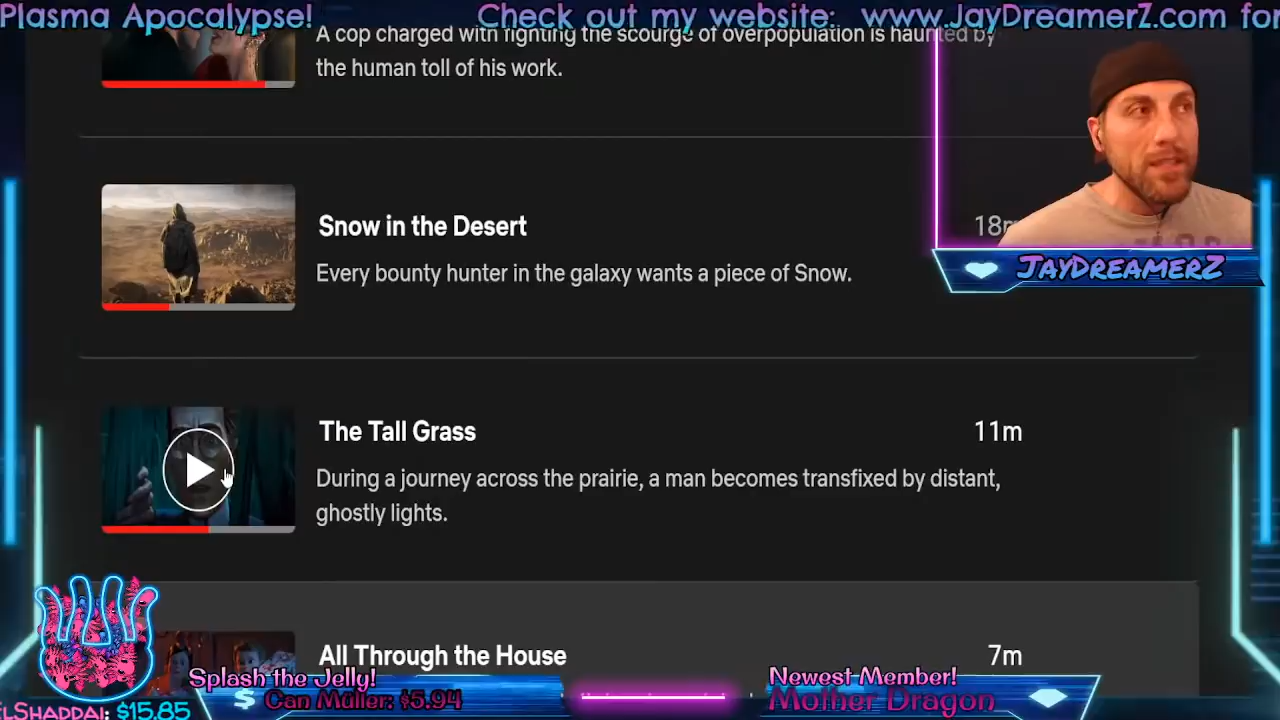 Plasma Apocalypse!
Check out my website: www.JayDreamerZ.com for
A cop charged with fighting the scourge of overpopulation is haunted by
the human toll of his work.
Snow in the Desert
18m
Every bounty hunter in the galaxy wants a piece of Snow.
JAYDREAMERZ
The Tall Grass
11m
During a journey across the prairie, a man becomes transfixed by distant,
ghostly lights.
All Through the House
7m
Splash the Jelly!
$ Can Müller: $5.94
Newest Member!
Mother Dragon
ELSHADDAI: $15.85